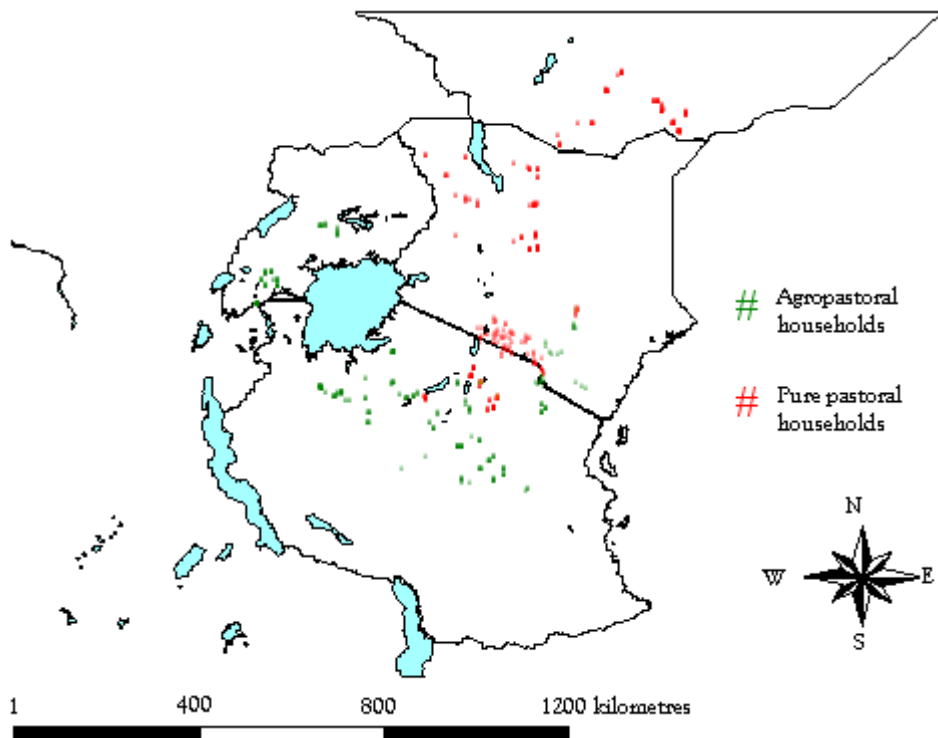 # Agropastoral
households
# Pure pastoral
households
N
W E
S
1 400 800 1200 kilometres